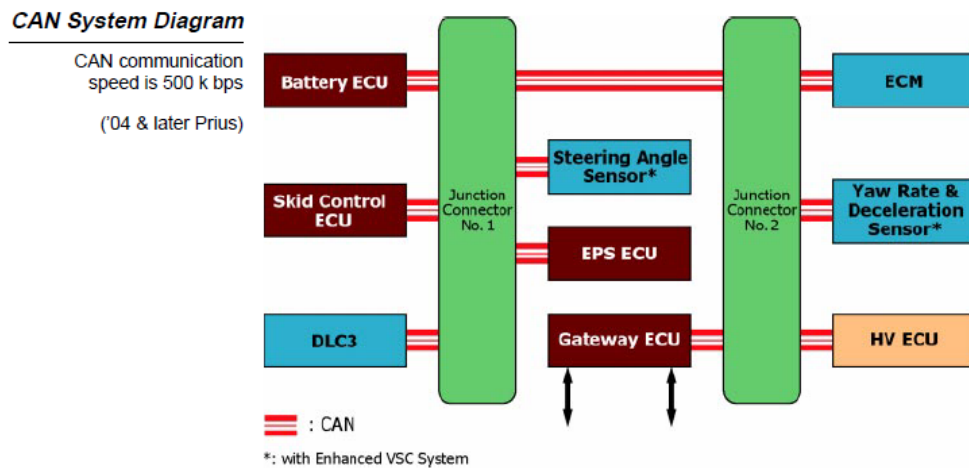 CAN System Diagram
CAN communication
speed is 500 k bps
('04 & later Prius)
Battery ECU
ECM
Steering Angle
Sensor*
Skid Control
ECU
Junction
Connector
No. 1
Junction
Connector
No. 2
Yaw Rate &
Deceleration
Sensor*
EPS ECU
DLC3
Gateway ECU
HV ECU
: CAN
*: with Enhanced VSC System